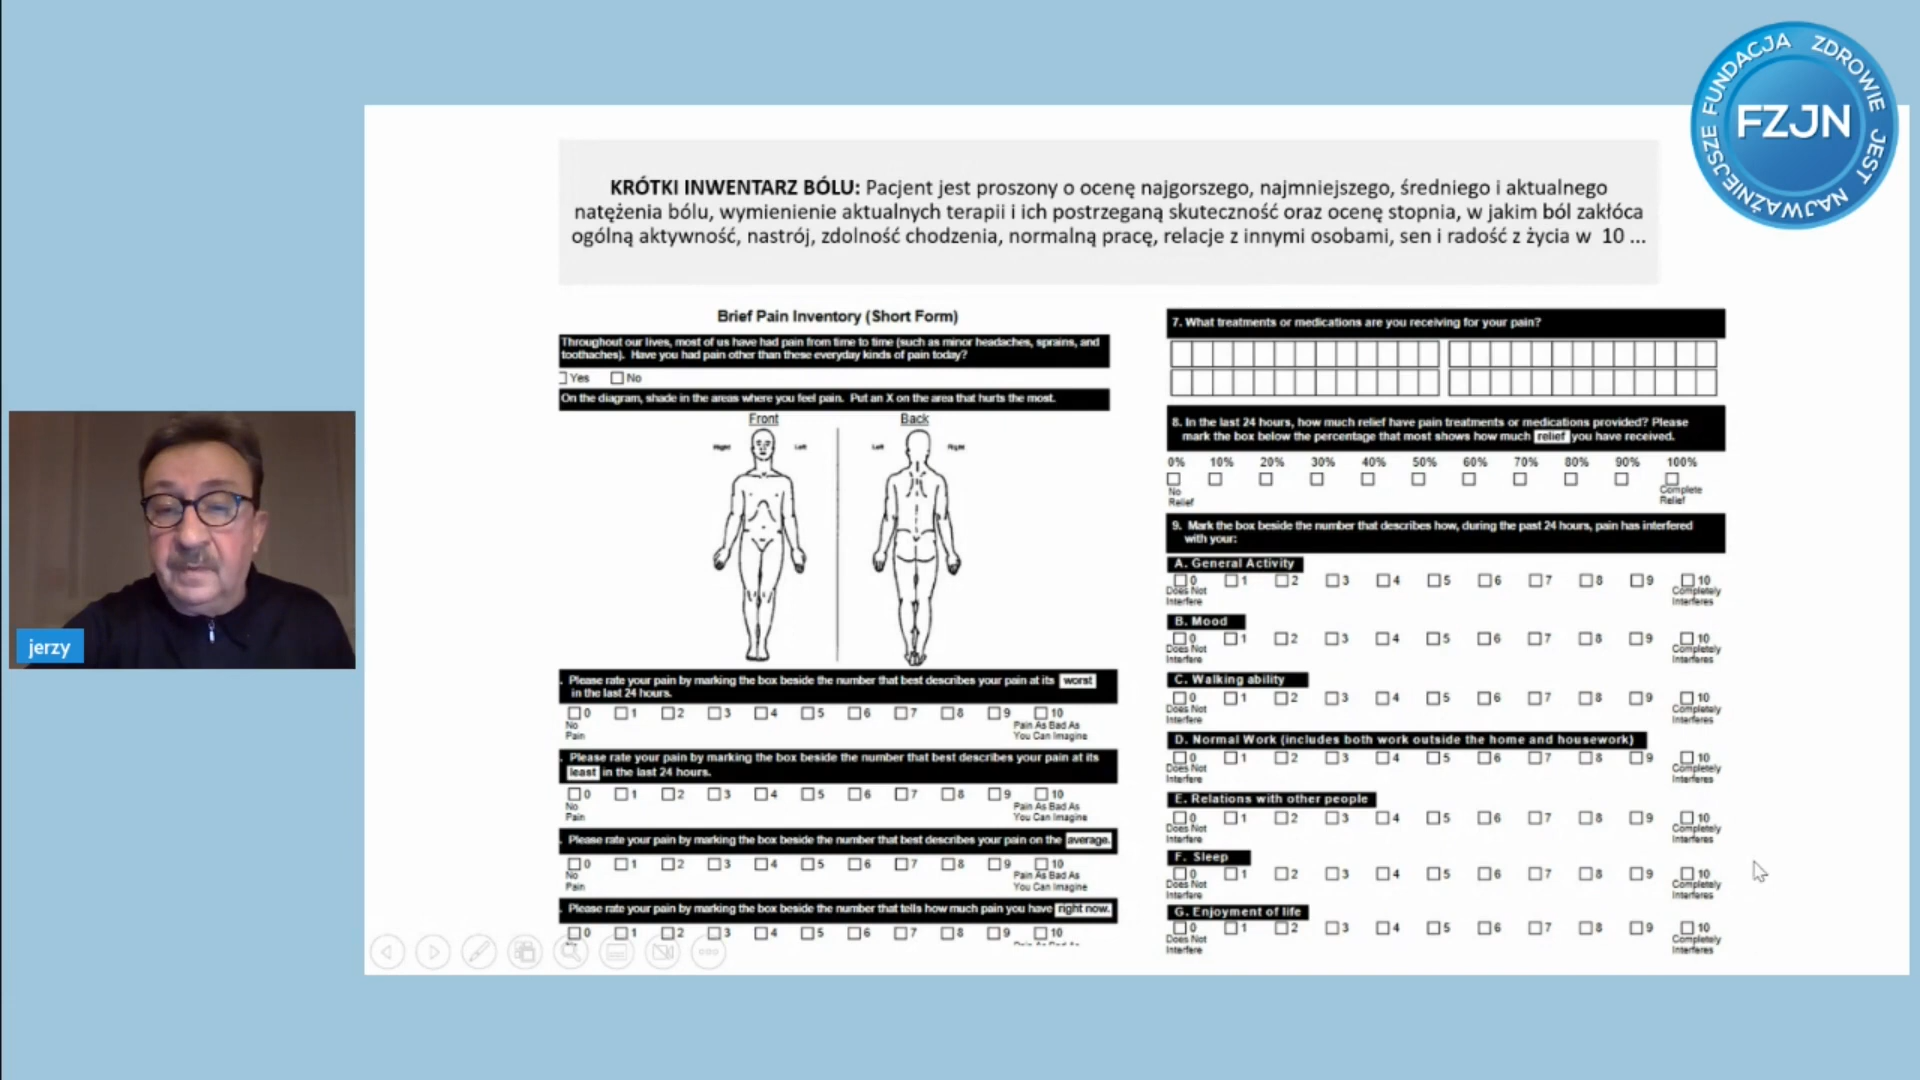 FUNDACJA ZDROWIE JEST NAJWAŻNIEJSZE
FZJN
KRÓTKI INWENTARZ BÓLU: Pacjent jest proszony o ocenę najgorszego, najmniejszego, średniego i aktualnego
natężenia bólu, wymienienie aktualnych terapii i ich postrzeganą skuteczność oraz ocenę stopnia, w jakim ból zakłóca
ogólną aktywność, nastrój, zdolność chodzenia, normalną pracę, relacje z innymi osobami, sen i radość z życia w 10 ...
Brief Pain Inventory (Short Form)
Throughout our lives, most of us have had pain from time to time (such as minor headaches, sprains, and
toothaches). Have you had pain other than these everyday kinds of pain today?
Yes No
On the diagram, shade in the areas where you feel pain. Put an X on the area that hurts the most.
Front Back
Right Left Left Right
Please rate your pain by marking the box beside the number that best describes your pain at its worst
in the last 24 hours.
0 1 2 3 4 5 6 7 8 9 10
No Pain As Bad As
Pain You Can Imagine
Please rate your pain by marking the box beside the number that best describes your pain at its
least in the last 24 hours.
0 1 2 3 4 5 6 7 8 9 10
No Pain As Bad As
Pain You Can Imagine
Please rate your pain by marking the box beside the number that best describes your pain on the average.
0 1 2 3 4 5 6 7 8 9 10
No Pain As Bad As
Pain You Can Imagine
Please rate your pain by marking the box beside the number that tells how much pain you have right now.
0 1 2 3 4 5 6 7 8 9 10
7. What treatments or medications are you receiving for your pain?
8. In the last 24 hours, how much relief have pain treatments or medications provided? Please
mark the box below the percentage that most shows how much relief you have received.
0% 10% 20% 30% 40% 50% 60% 70% 80% 90% 100%
No Complete
Relief Relief
9. Mark the box beside the number that describes how, during the past 24 hours, pain has interfered
with your:
A. General Activity
0 1 2 3 4 5 6 7 8 9 10
Does Not Completely
Interfere Interferes
B. Mood
0 1 2 3 4 5 6 7 8 9 10
Does Not Completely
Interfere Interferes
C. Walking ability
0 1 2 3 4 5 6 7 8 9 10
Does Not Completely
Interfere Interferes
D. Normal Work (includes both work outside the home and housework)
0 1 2 3 4 5 6 7 8 9 10
Does Not Completely
Interfere Interferes
E. Relations with other people
0 1 2 3 4 5 6 7 8 9 10
Does Not Completely
Interfere Interferes
F. Sleep
0 1 2 3 4 5 6 7 8 9 10
Does Not Completely
Interfere Interferes
G. Enjoyment of life
0 1 2 3 4 5 6 7 8 9 10
Does Not Completely
Interfere Interferes
jerzy